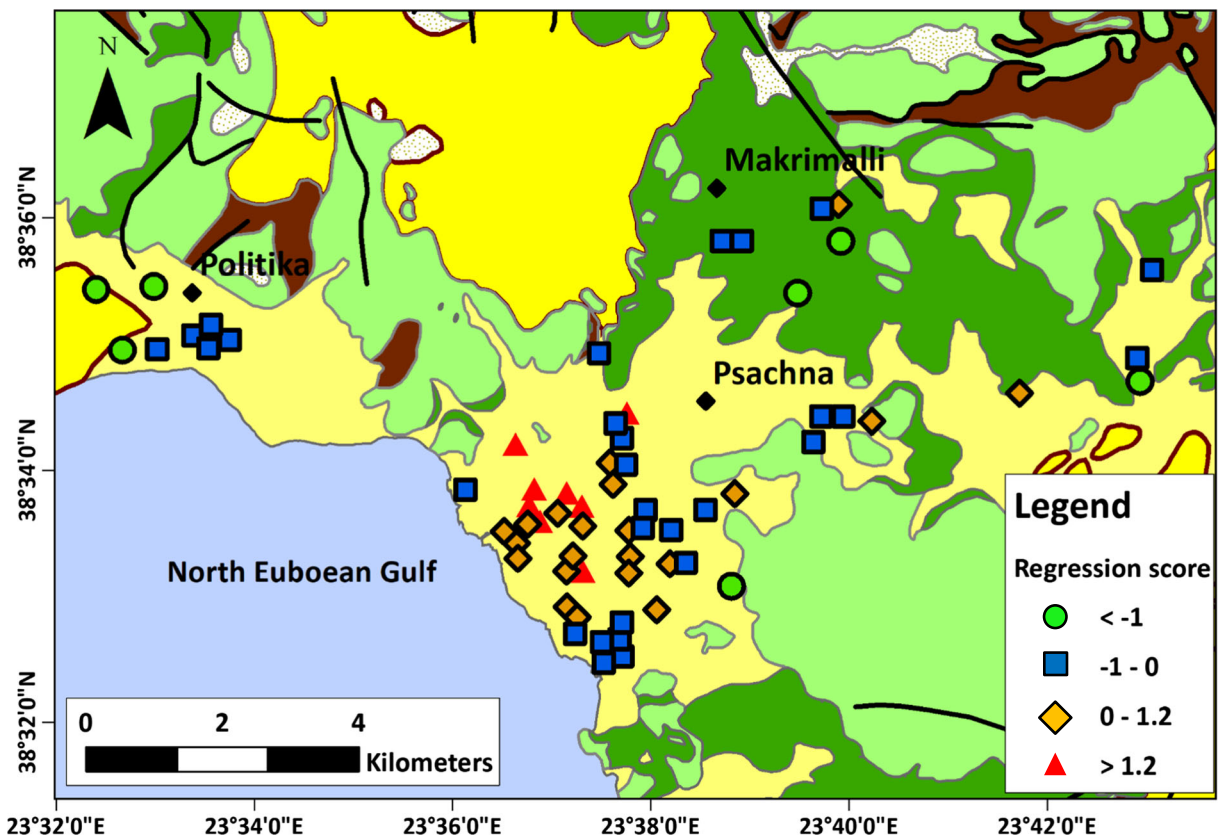 N
Makrimalli
38°36'0"N
Politika
Psachna
38°34'0"N
North Euboean Gulf
38°32'0"N
0 2 4
Kilometers
Legend
Regression score
< -1
-1 - 0
0 - 1.2
> 1.2
23°32'0"E 23°34'0"E 23°36'0"E 23°38'0"E 23°40'0"E 23°42'0"E